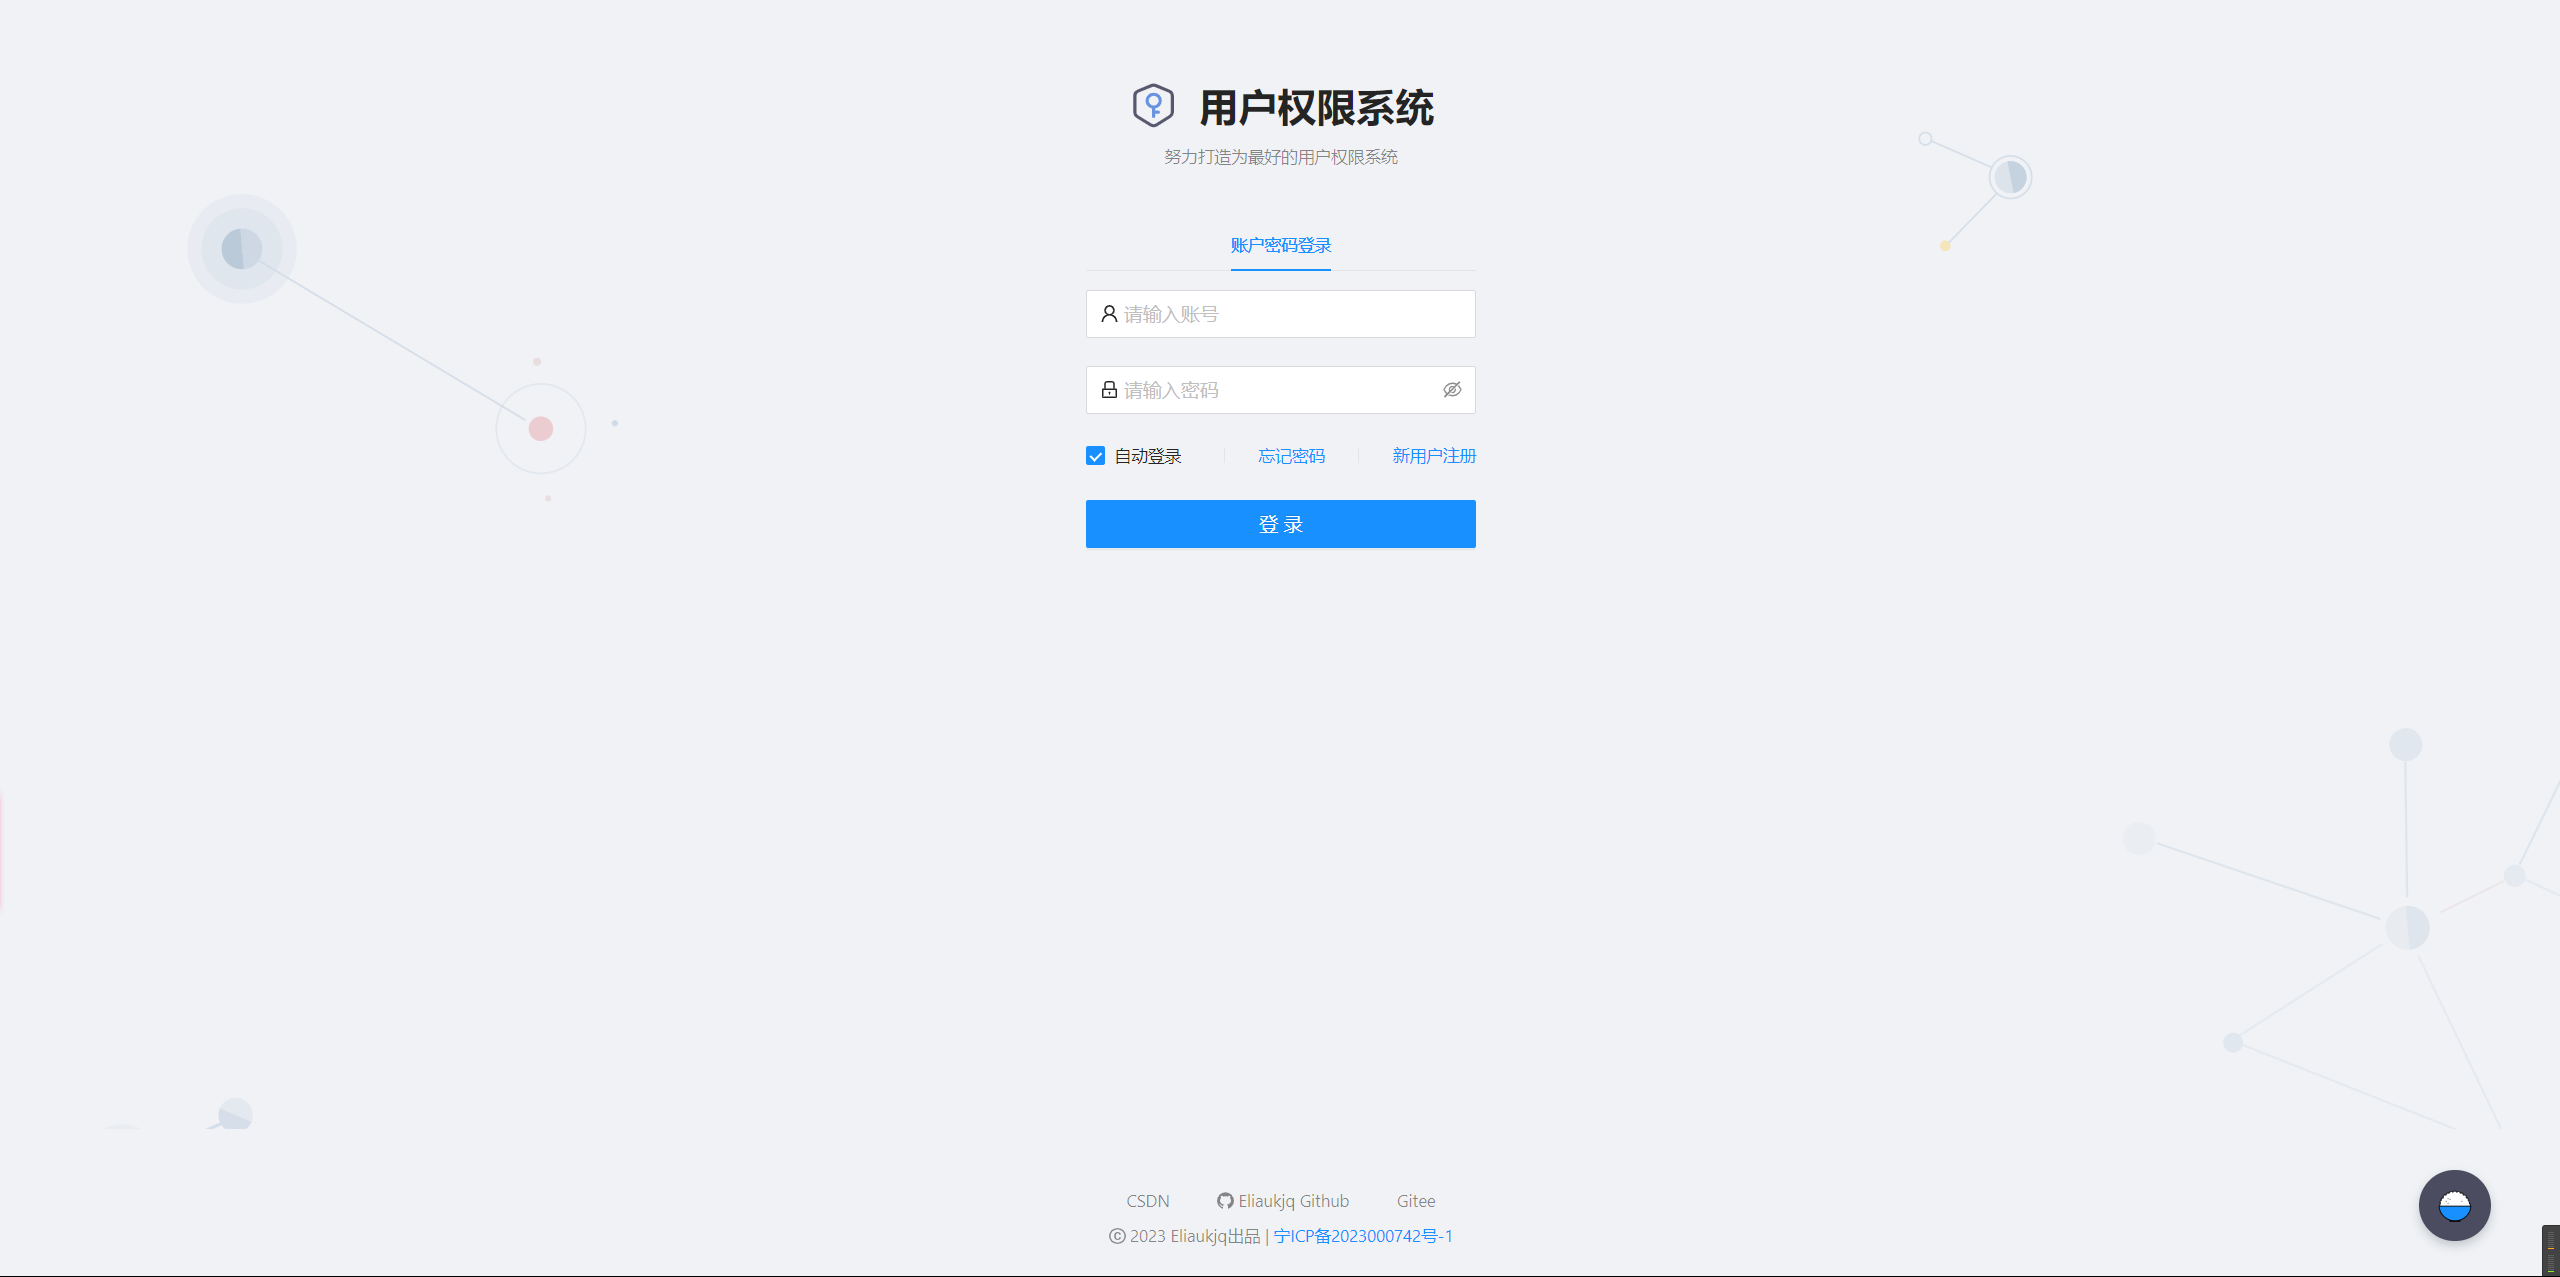 用户权限系统
努力打造为最好的用户权限系统
账户密码登录
请输入账号
请输入密码
自动登录 忘记密码 新用户注册
登 录
CSDN Eliaukjq Github Gitee
© 2023 Eliaukjq出品 | 宁ICP备2023000742号-1